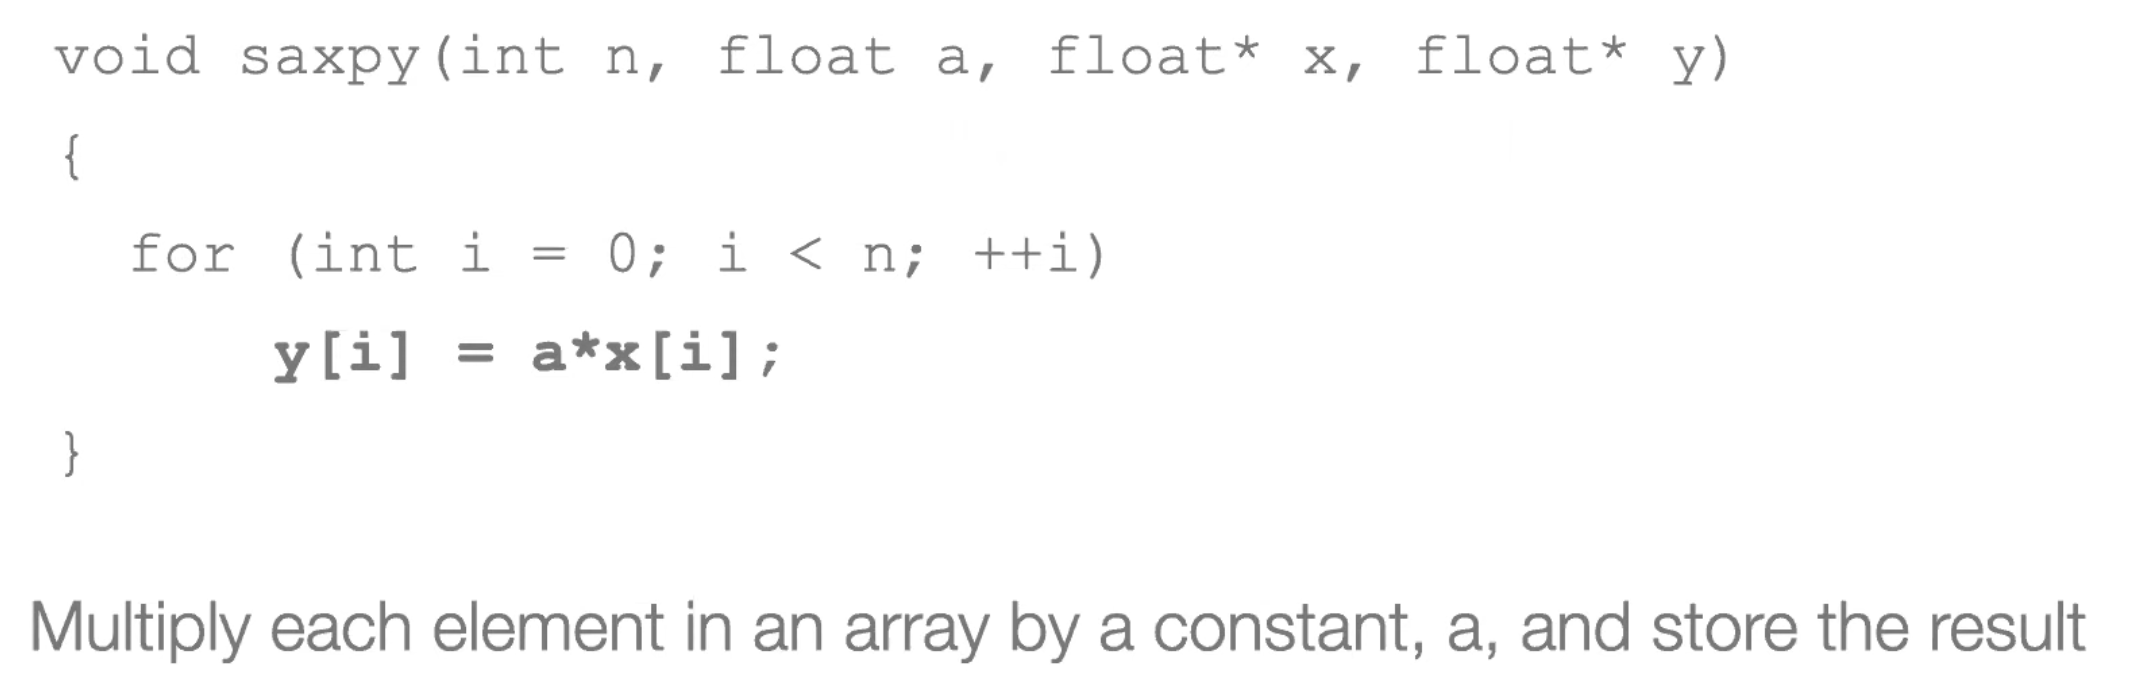 void saxpy(int n, float a, float* x, float* y)
{
for (int i = 0; i < n; ++i)
y[i] = a*x[i];
}
Multiply each element in an array by a constant, a, and store the result